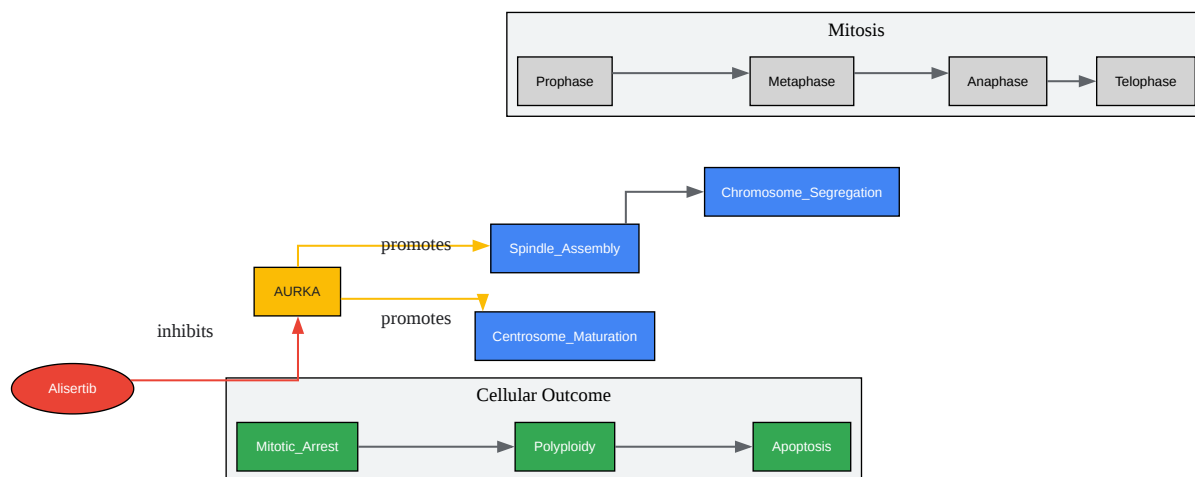 Mitosis
Prophase
Metaphase
Anaphase
Telophase
Chromosome_Segregation
promotes
Spindle_Assembly
AURKA
promotes
inhibits
Centrosome_Maturation
Alisertib
Cellular Outcome
Mitotic_Arrest
Polyploidy
Apoptosis